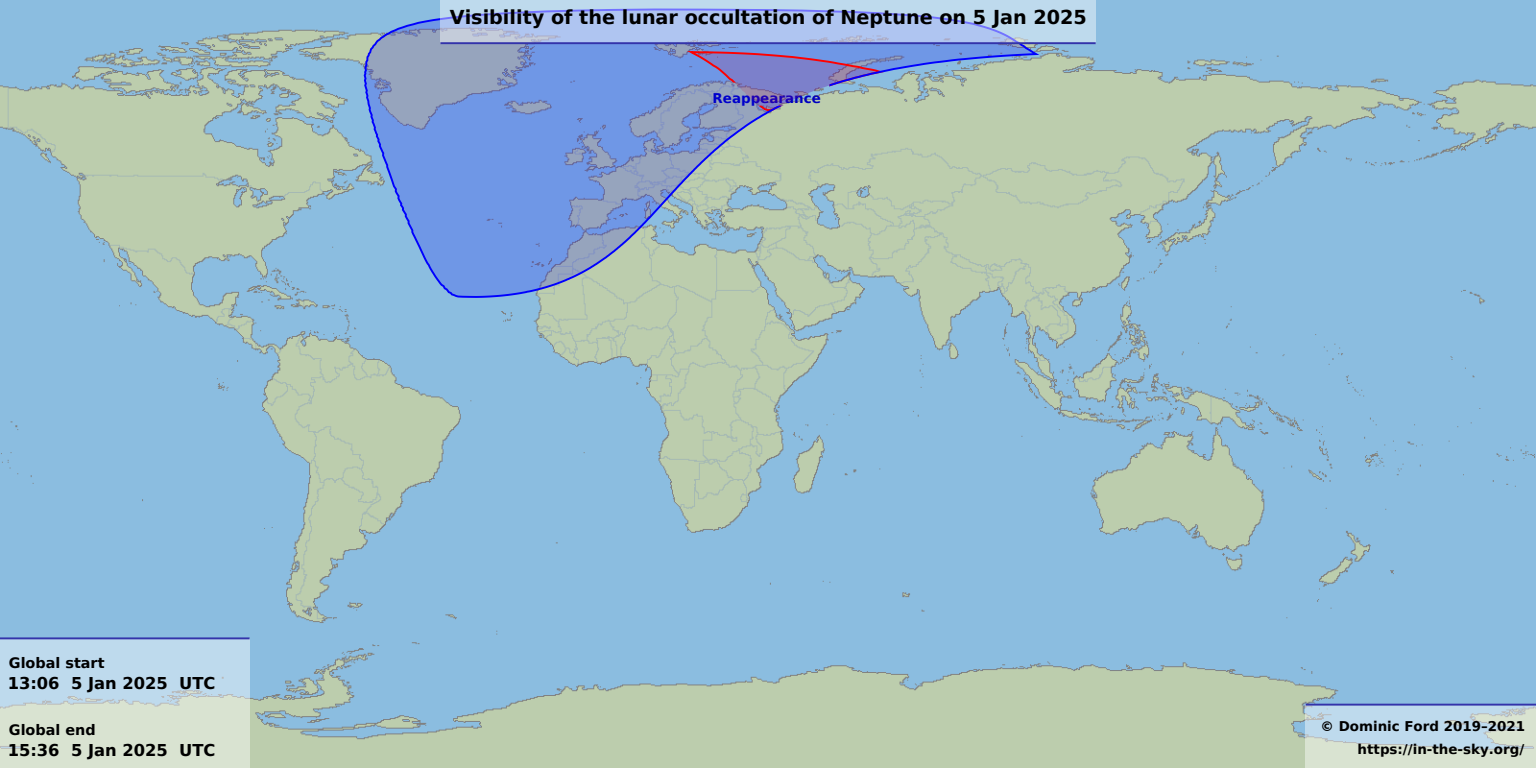 Visibility of the lunar occultation of Neptune on 5 Jan 2025
Reappearance
Global start
13:06 5 Jan 2025 UTC
Global end
15:36 5 Jan 2025 UTC
© Dominic Ford 2019–2021
https://in-the-sky.org/